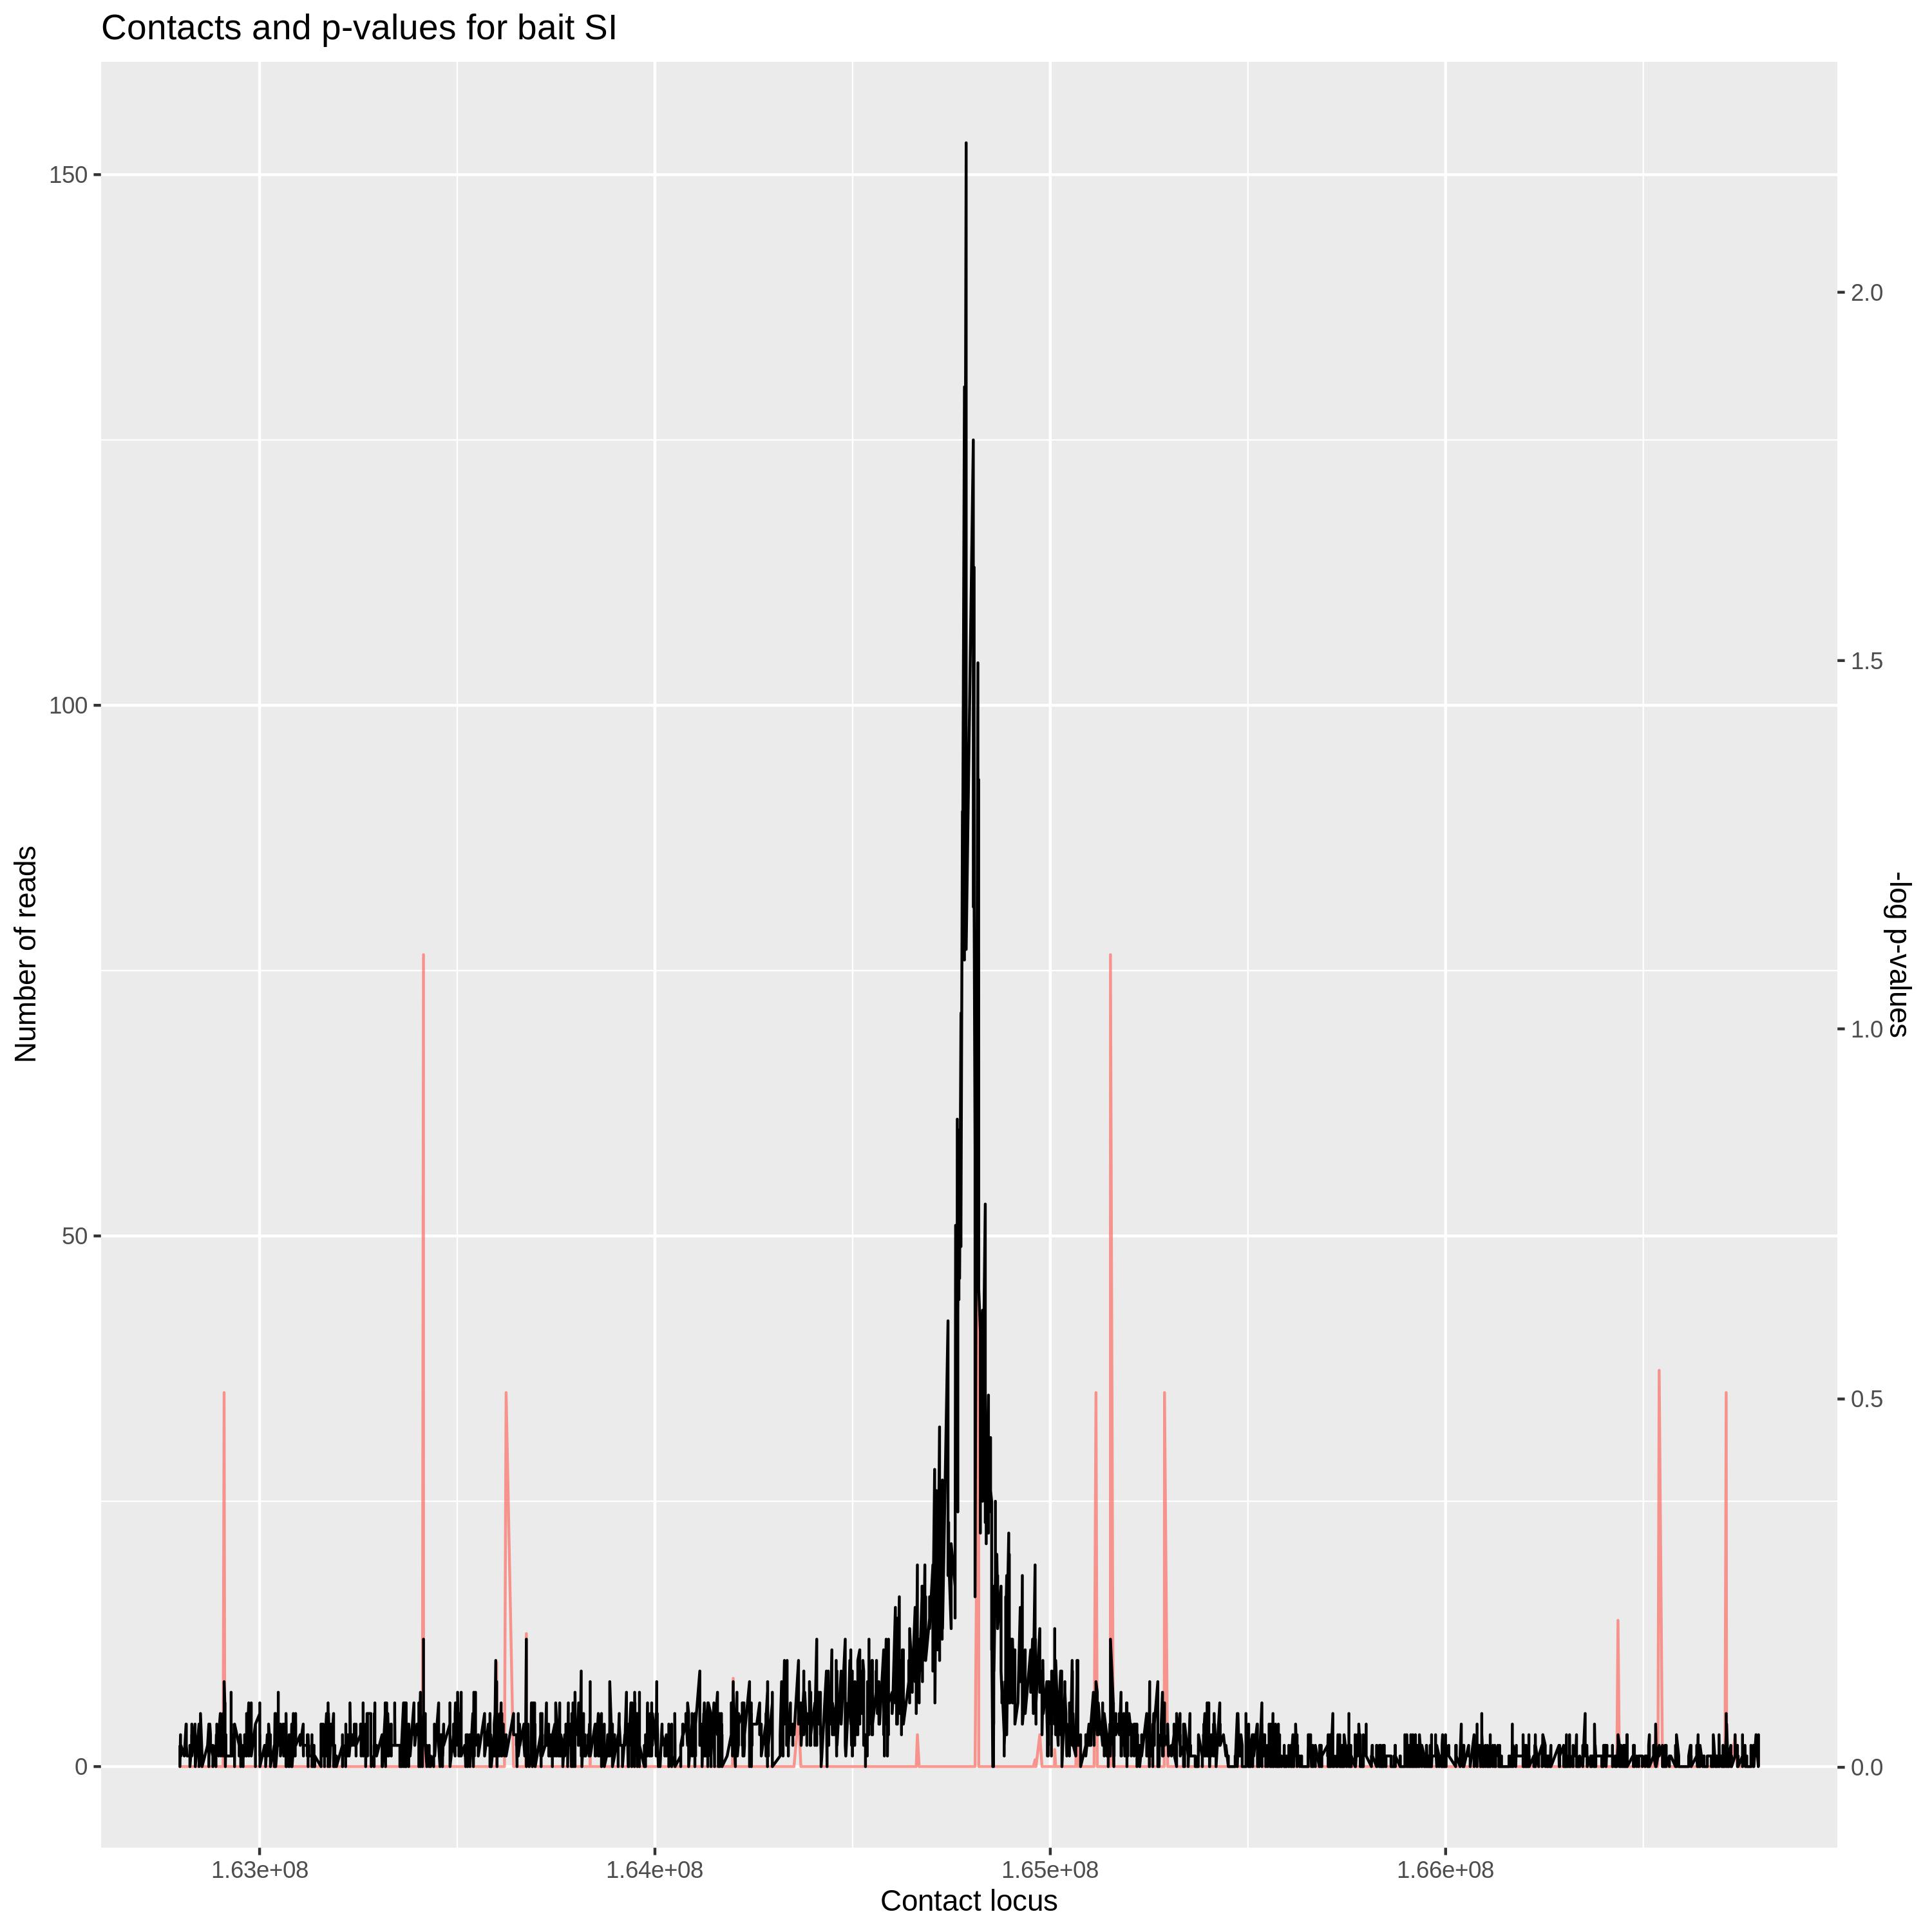 Contacts and p-values for bait SI
150
100
50
0
Number of reads
2.0
1.5
1.0
0.5
0.0
-log p-values
1.63e+08
1.64e+08
1.65e+08
1.66e+08
Contact locus